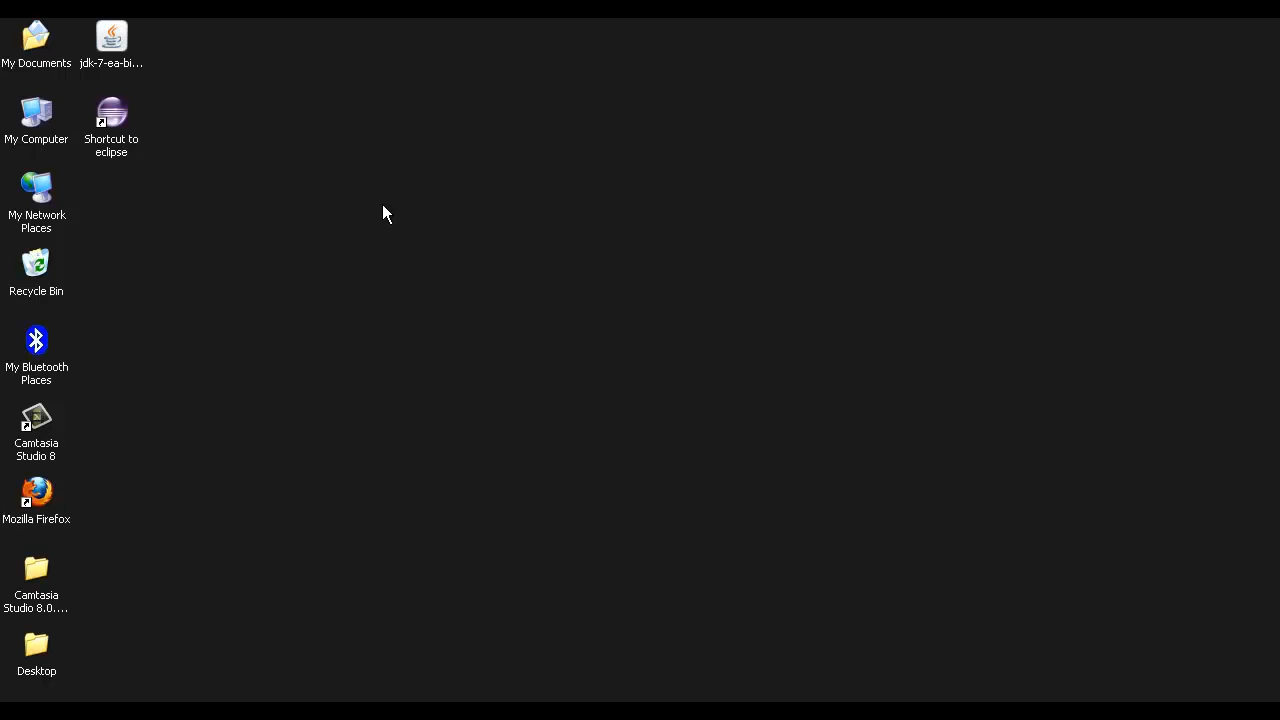 My Documents
jdk-7-ea-bi...
My Computer
Shortcut to
eclipse
My Network
Places
Recycle Bin
My Bluetooth
Places
Camtasia
Studio 8
Mozilla Firefox
Camtasia
Studio 8.0....
Desktop